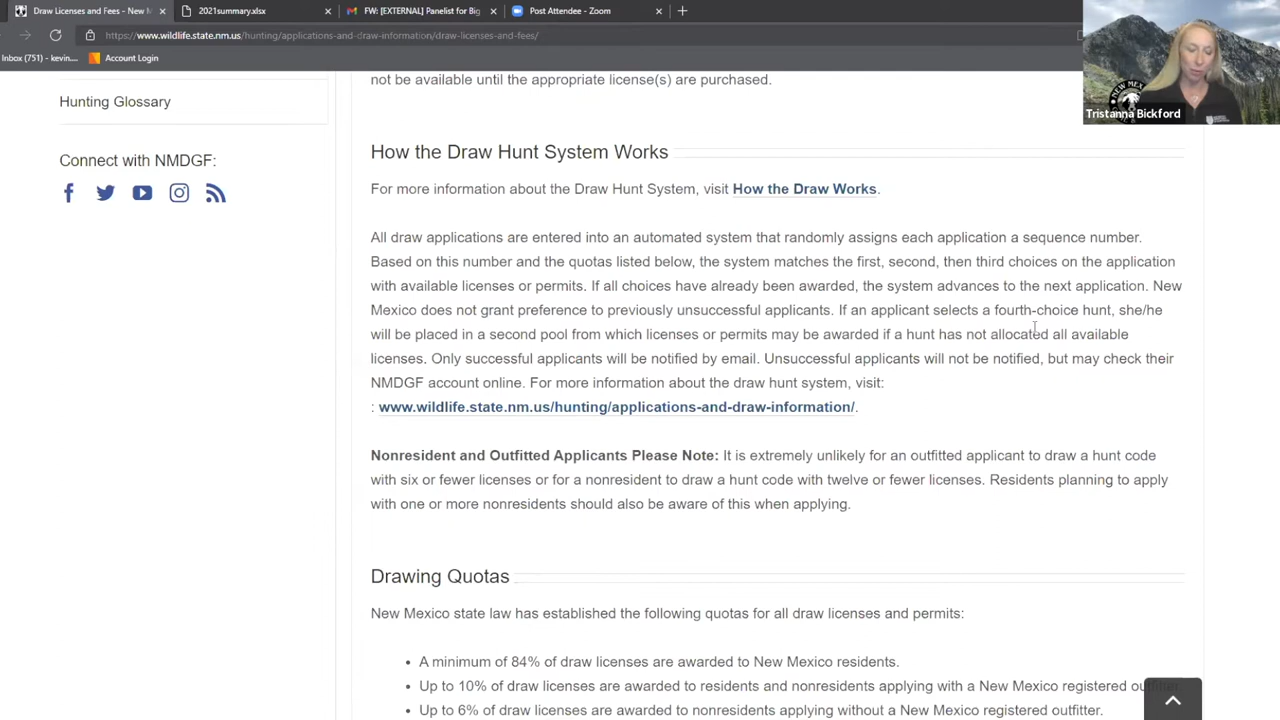 Draw Licenses and Fees - New M
2021summary.xlsx
FW: [EXTERNAL] Panelist for Big
Post Attendee - Zoom
https://www.wildlife.state.nm.us/hunting/applications-and-draw-information/draw-licenses-and-fees/
Inbox (751) - kevin....
Account Login
Tristanna Bickford
Hunting Glossary
Connect with NMDGF:
not be available until the appropriate license(s) are purchased.
How the Draw Hunt System Works
For more information about the Draw Hunt System, visit How the Draw Works.
All draw applications are entered into an automated system that randomly assigns each application a sequence number.
Based on this number and the quotas listed below, the system matches the first, second, then third choices on the application
with available licenses or permits. If all choices have already been awarded, the system advances to the next application. New
Mexico does not grant preference to previously unsuccessful applicants. If an applicant selects a fourth-choice hunt, she/he
will be placed in a second pool from which licenses or permits may be awarded if a hunt has not allocated all available
licenses. Only successful applicants will be notified by email. Unsuccessful applicants will not be notified, but may check their
NMDGF account online. For more information about the draw hunt system, visit:
: www.wildlife.state.nm.us/hunting/applications-and-draw-information/.
Nonresident and Outfitted Applicants Please Note: It is extremely unlikely for an outfitted applicant to draw a hunt code
with six or fewer licenses or for a nonresident to draw a hunt code with twelve or fewer licenses. Residents planning to apply
with one or more nonresidents should also be aware of this when applying.
Drawing Quotas
New Mexico state law has established the following quotas for all draw licenses and permits:
• A minimum of 84% of draw licenses are awarded to New Mexico residents.
• Up to 10% of draw licenses are awarded to residents and nonresidents applying with a New Mexico registered outfitter.
• Up to 6% of draw licenses are awarded to nonresidents applying without a New Mexico registered outfitter.